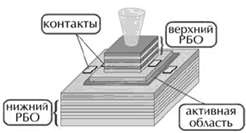 контакты
верхний
РБО
нижний
РБО
активная
область